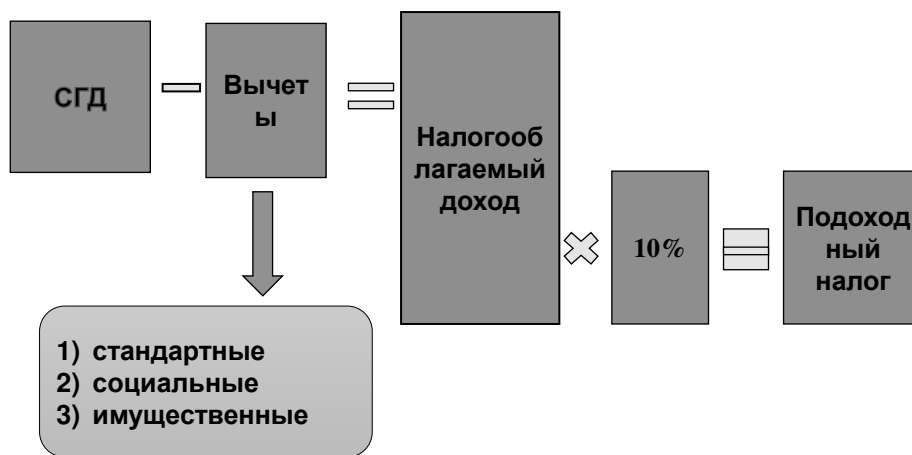 СГД
Вычет
ы
Налогооб
лагаемый
доход
10%
Подоход
ный
налог
1) стандартные
2) социальные
3) имущественные